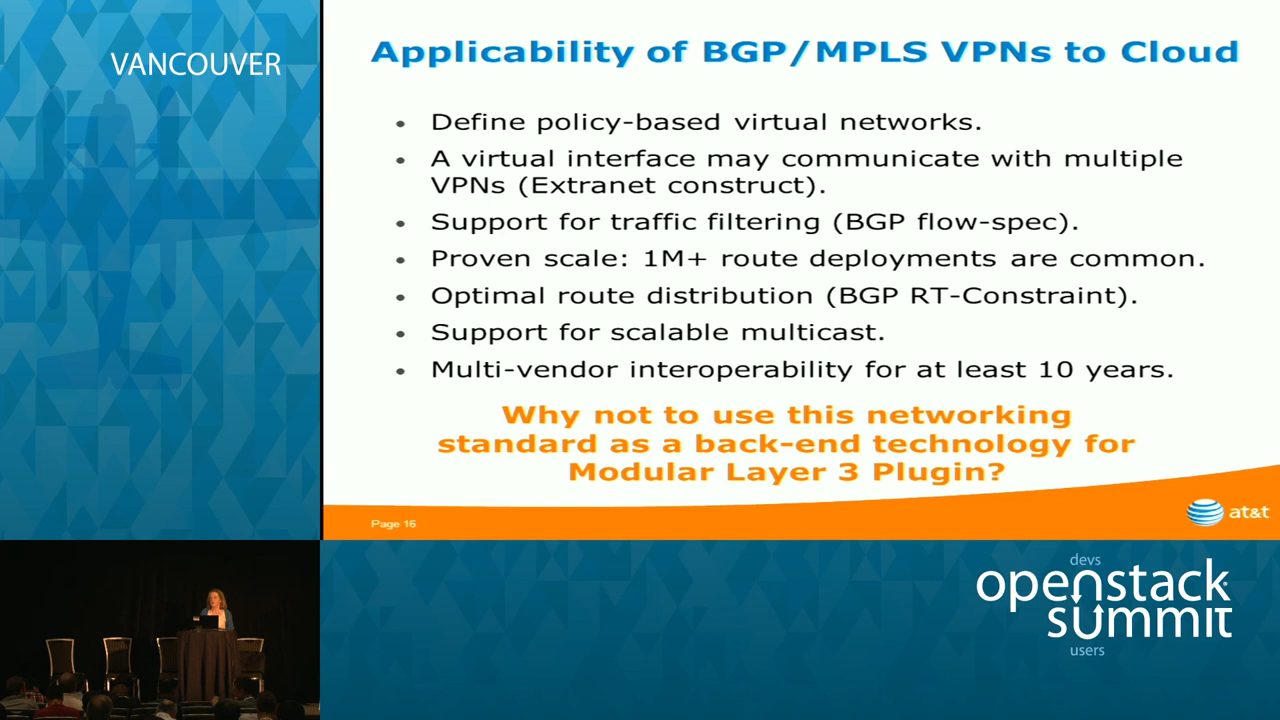 VANCOUVER
Applicability of BGP/MPLS VPNs to Cloud
• Define policy-based virtual networks.
• A virtual interface may communicate with multiple
VPNs (Extranet construct).
• Support for traffic filtering (BGP flow-spec).
• Proven scale: 1M+ route deployments are common.
• Optimal route distribution (BGP RT-Constraint).
• Support for scalable multicast.
• Multi-vendor interoperability for at least 10 years.
Why not to use this networking
standard as a back-end technology for
Modular Layer 3 Plugin?
Page 16
at&t
devs
openstack
summit
users